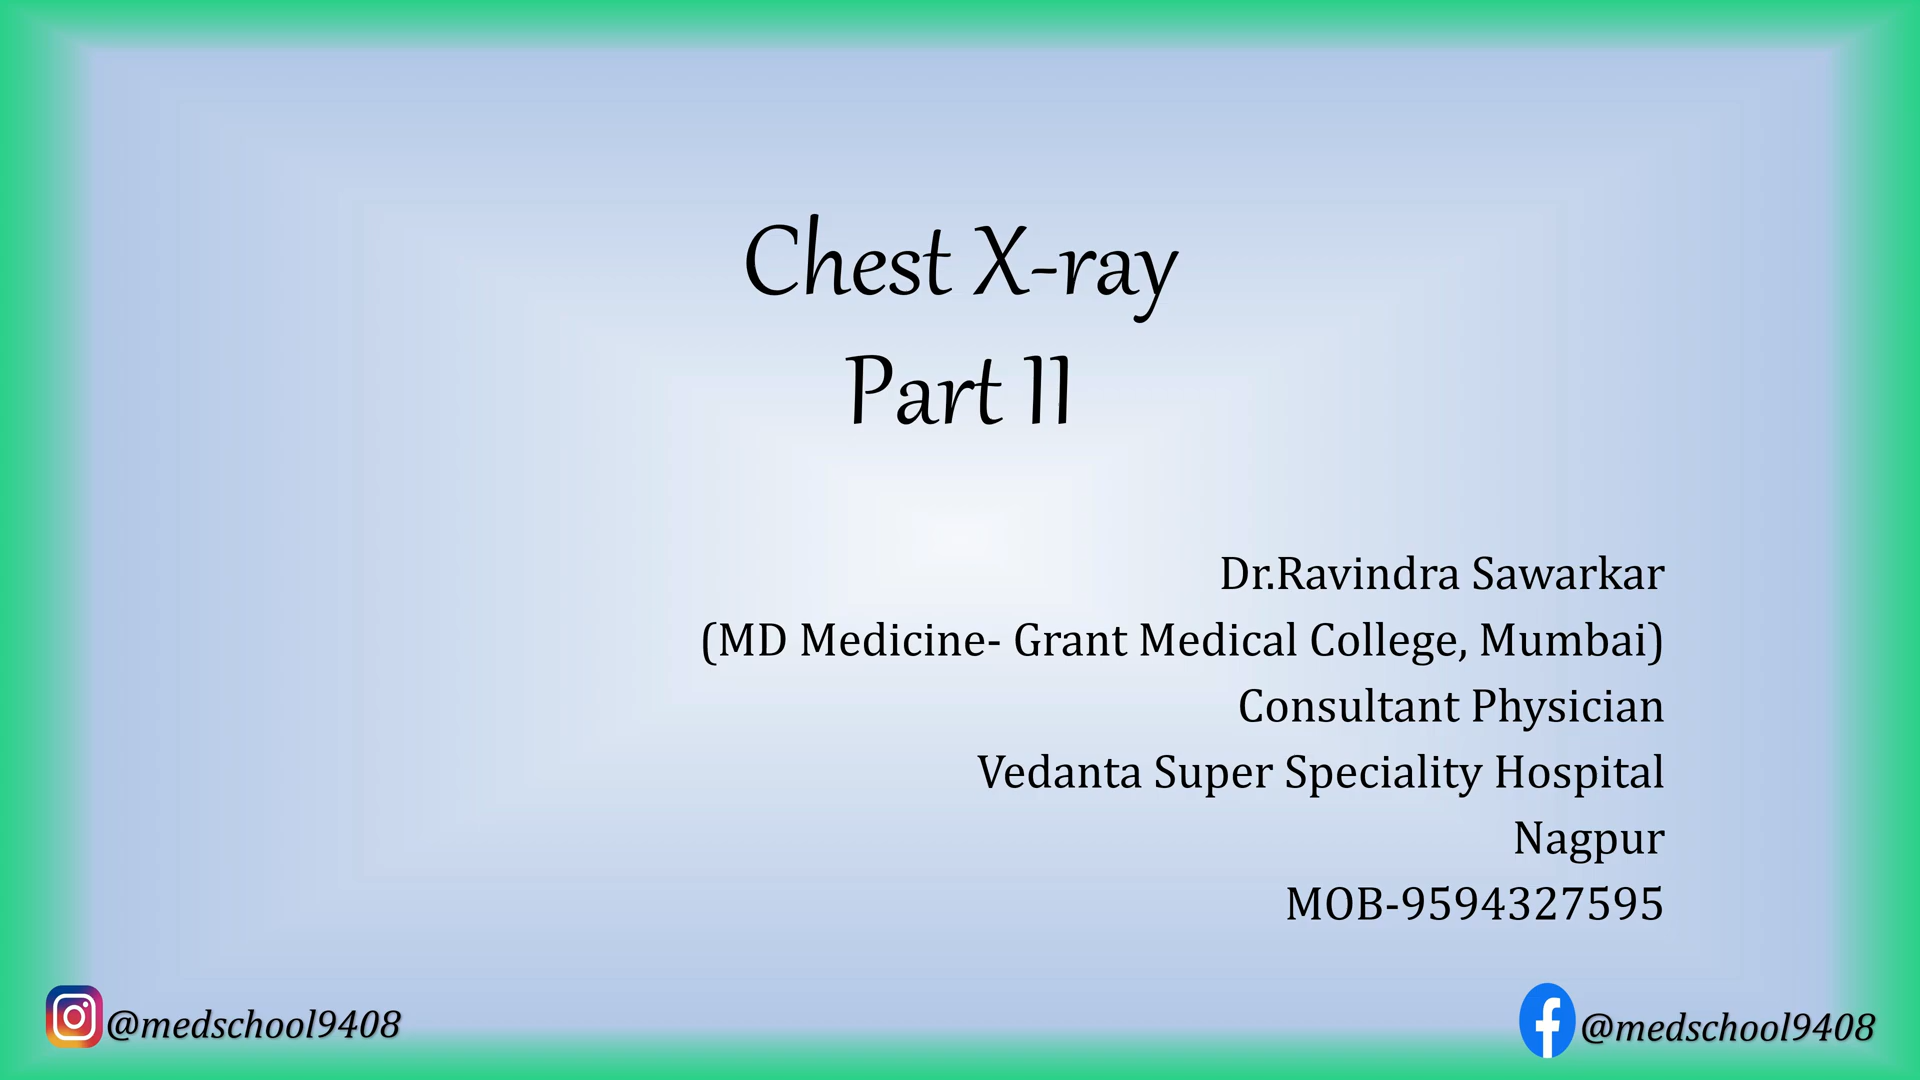 Chest X-ray
Part II
Dr.Ravindra Sawarkar
(MD Medicine- Grant Medical College, Mumbai)
Consultant Physician
Vedanta Super Speciality Hospital
Nagpur
MOB-9594327595
@medschool9408
@medschool9408